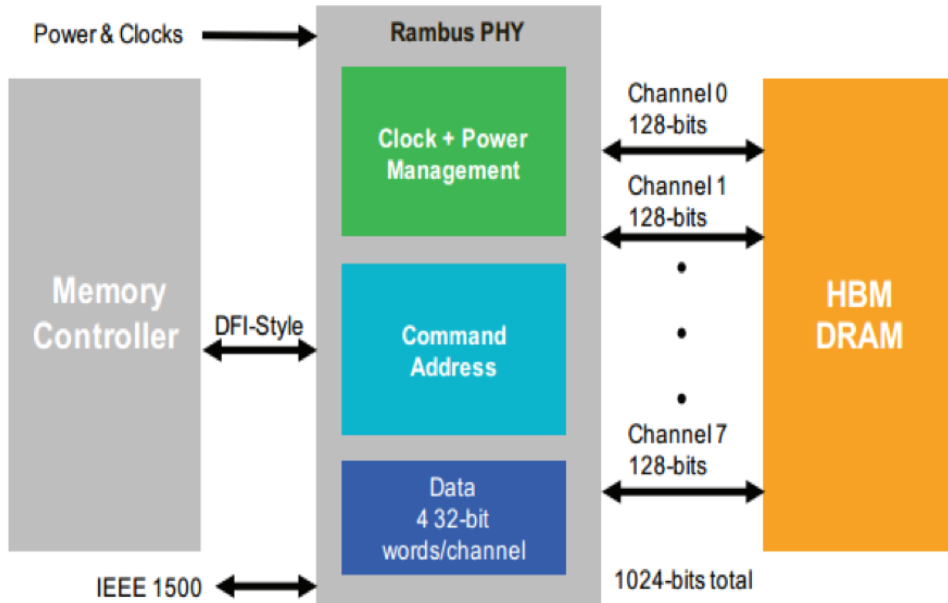 Power & Clocks
Rambus PHY
Clock + Power
Management
Channel 0
128-bits
Channel 1
128-bits
Memory
Controller
DFI-Style
Command
Address
HBM
DRAM
Channel 7
128-bits
Data
4 32-bit
words/channel
IEEE 1500
1024-bits total